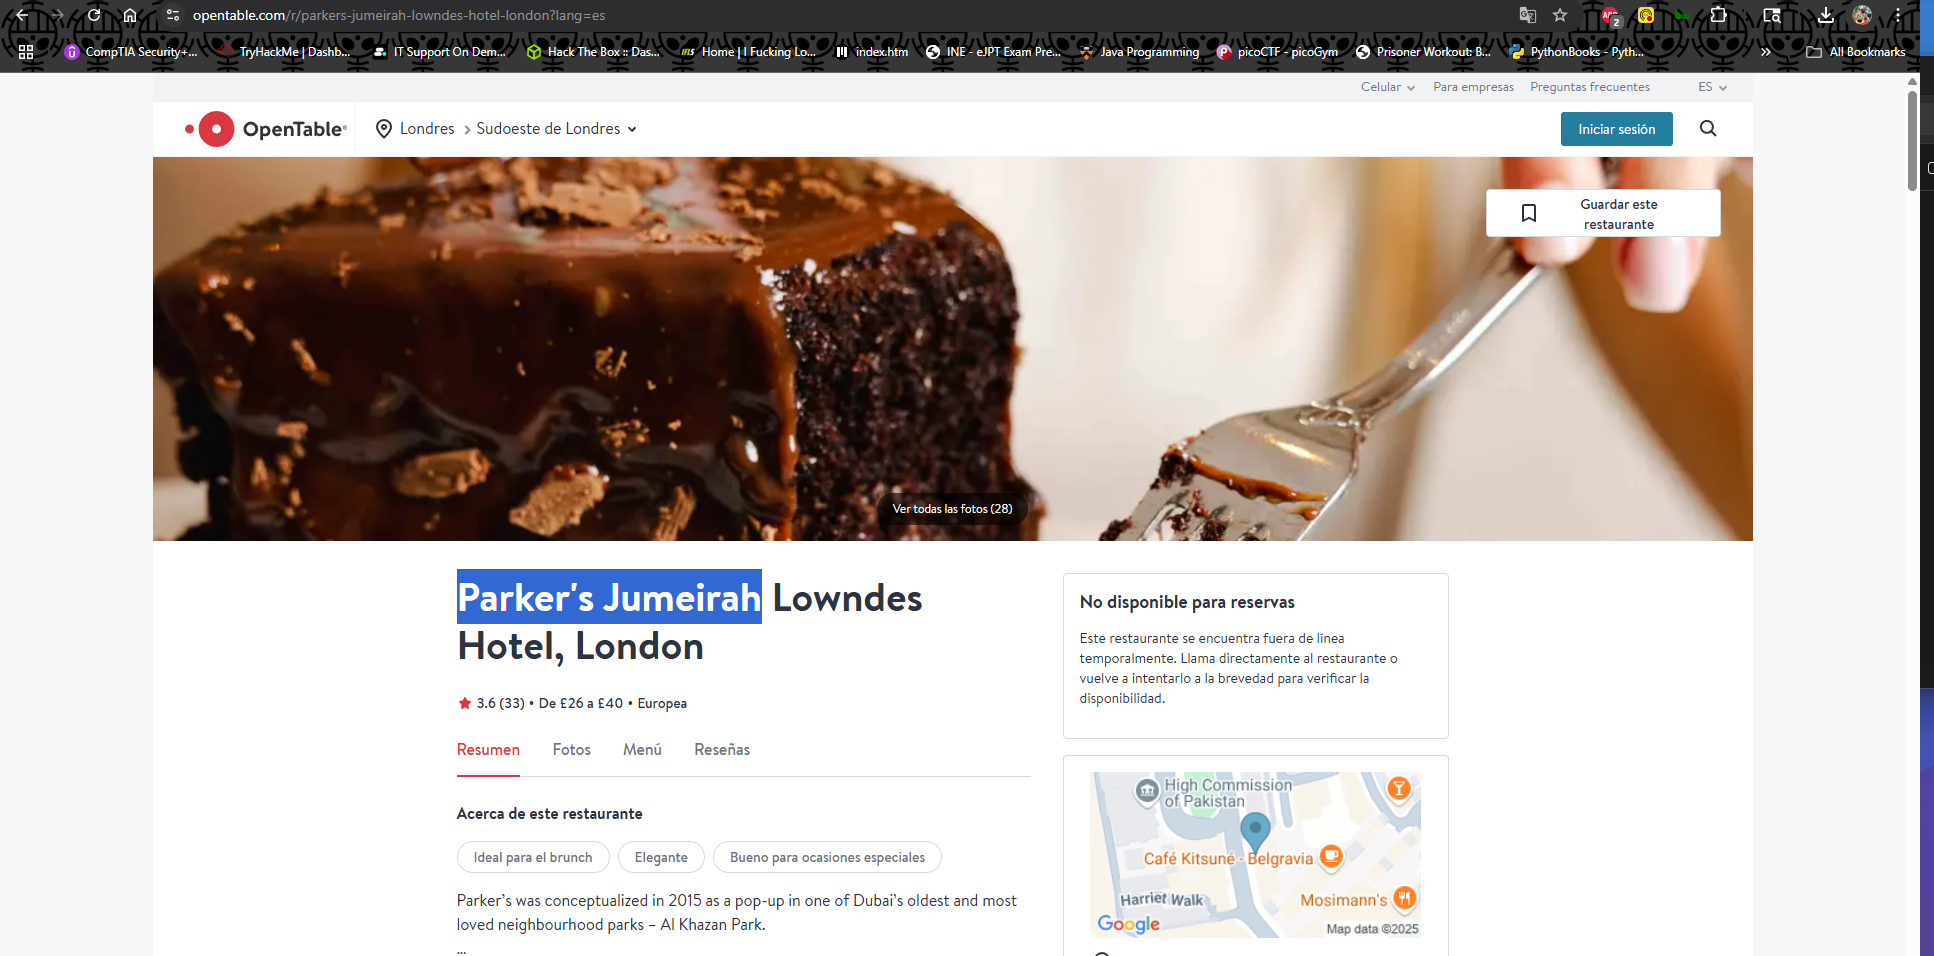 opentable.com/r/parkers-jumeirah-lowndes-hotel-london?lang=es
2
CompTIA Security+...
TryHackMe | Dashb...
IT Support On Dem...
Hack The Box :: Das...
Home | I Fucking Lo...
index.htm
INE - eJPT Exam Pre...
Java Programming
picoCTF - picoGym
Prisoner Workout: B...
PythonBooks - Pyth...
All Bookmarks
Celular
Para empresas
Preguntas frecuentes
ES
OpenTable
Londres
Sudoeste de Londres
Iniciar sesión
Guardar este
restaurante
Ver todas las fotos (28)
Parker's Jumeirah Lowndes
Hotel, London
3.6 (33) • De £26 a £40 • Europea
Resumen
Fotos
Menú
Reseñas
Acerca de este restaurante
Ideal para el brunch
Elegante
Bueno para ocasiones especiales
Parker’s was conceptualized in 2015 as a pop-up in one of Dubai’s oldest and most
loved neighbourhood parks – Al Khazan Park.
...
No disponible para reservas
Este restaurante se encuentra fuera de línea
temporalmente. Llama directamente al restaurante o
vuelve a intentarlo a la brevedad para verificar la
disponibilidad.
High Commission
of Pakistan
Café Kitsuné - Belgravia
Harriet Walk
Mosimann's
Google
Map data ©2025